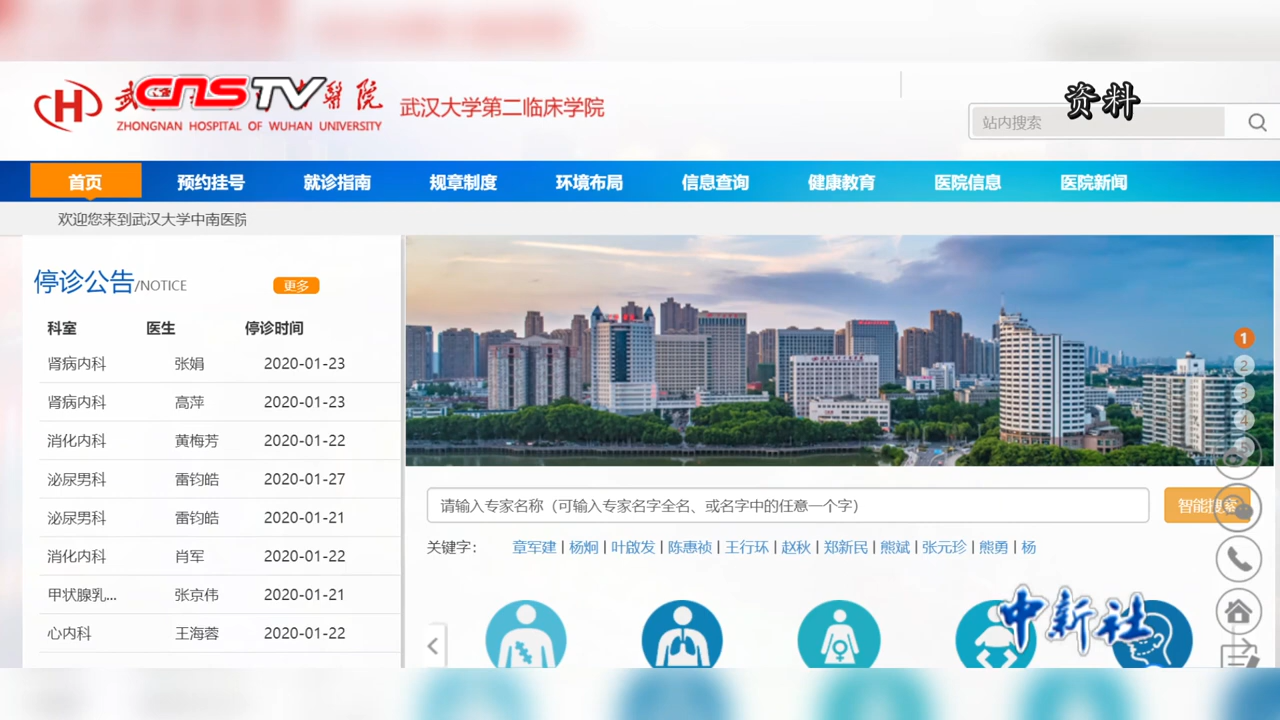 武
CNSTV
醫院
ZHONGNAN HOSPITAL OF WUHAN UNIVERSITY
武汉大学第二临床学院
资料
站内搜索
首页 预约挂号 就诊指南 规章制度 环境布局 信息查询 健康教育 医院信息 医院新闻
欢迎您来到武汉大学中南医院
停诊公告/NOTICE 更多
科室 医生 停诊时间
肾病内科 张娟 2020-01-23
肾病内科 高萍 2020-01-23
消化内科 黄梅芳 2020-01-22
泌尿男科 雷钧皓 2020-01-27
泌尿男科 雷钧皓 2020-01-21
消化内科 肖军 2020-01-22
甲状腺乳... 张京伟 2020-01-21
心内科 王海蓉 2020-01-22
1
2
3
4
5
请输入专家名称（可输入专家名字全名、或名字中的任意一个字）
智能搜索
关键字： 章军建 | 杨炯 | 叶啟发 | 陈惠祯 | 王行环 | 赵秋 | 郑新民 | 熊斌 | 张元珍 | 熊勇 | 杨
中新社